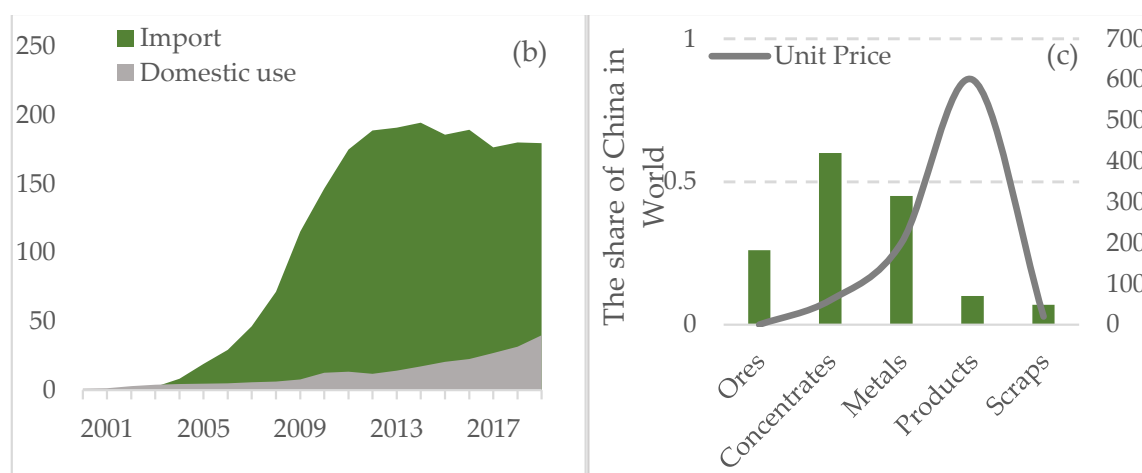 250
200
150
100
50
0
Import
Domestic use
(b)
2001 2005 2009 2013 2017
The share of China in
World
1
0.5
0
Unit Price
(c)
700
600
500
400
300
200
100
0
Ores
Concentrates
Metals
Products
Scraps